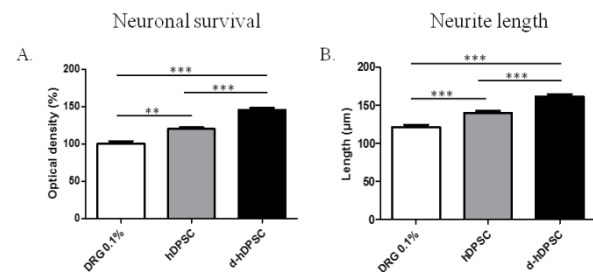 Neuronal survival
Neurite length
A.
***
***
**
Optical density (%)
200
150
100
50
0
DRG 0.1%
hDPSC
d-hDPSC
B.
***
***
***
Length (µm)
200
150
100
50
0
DRG 0.1%
hDPSC
d-hDPSC